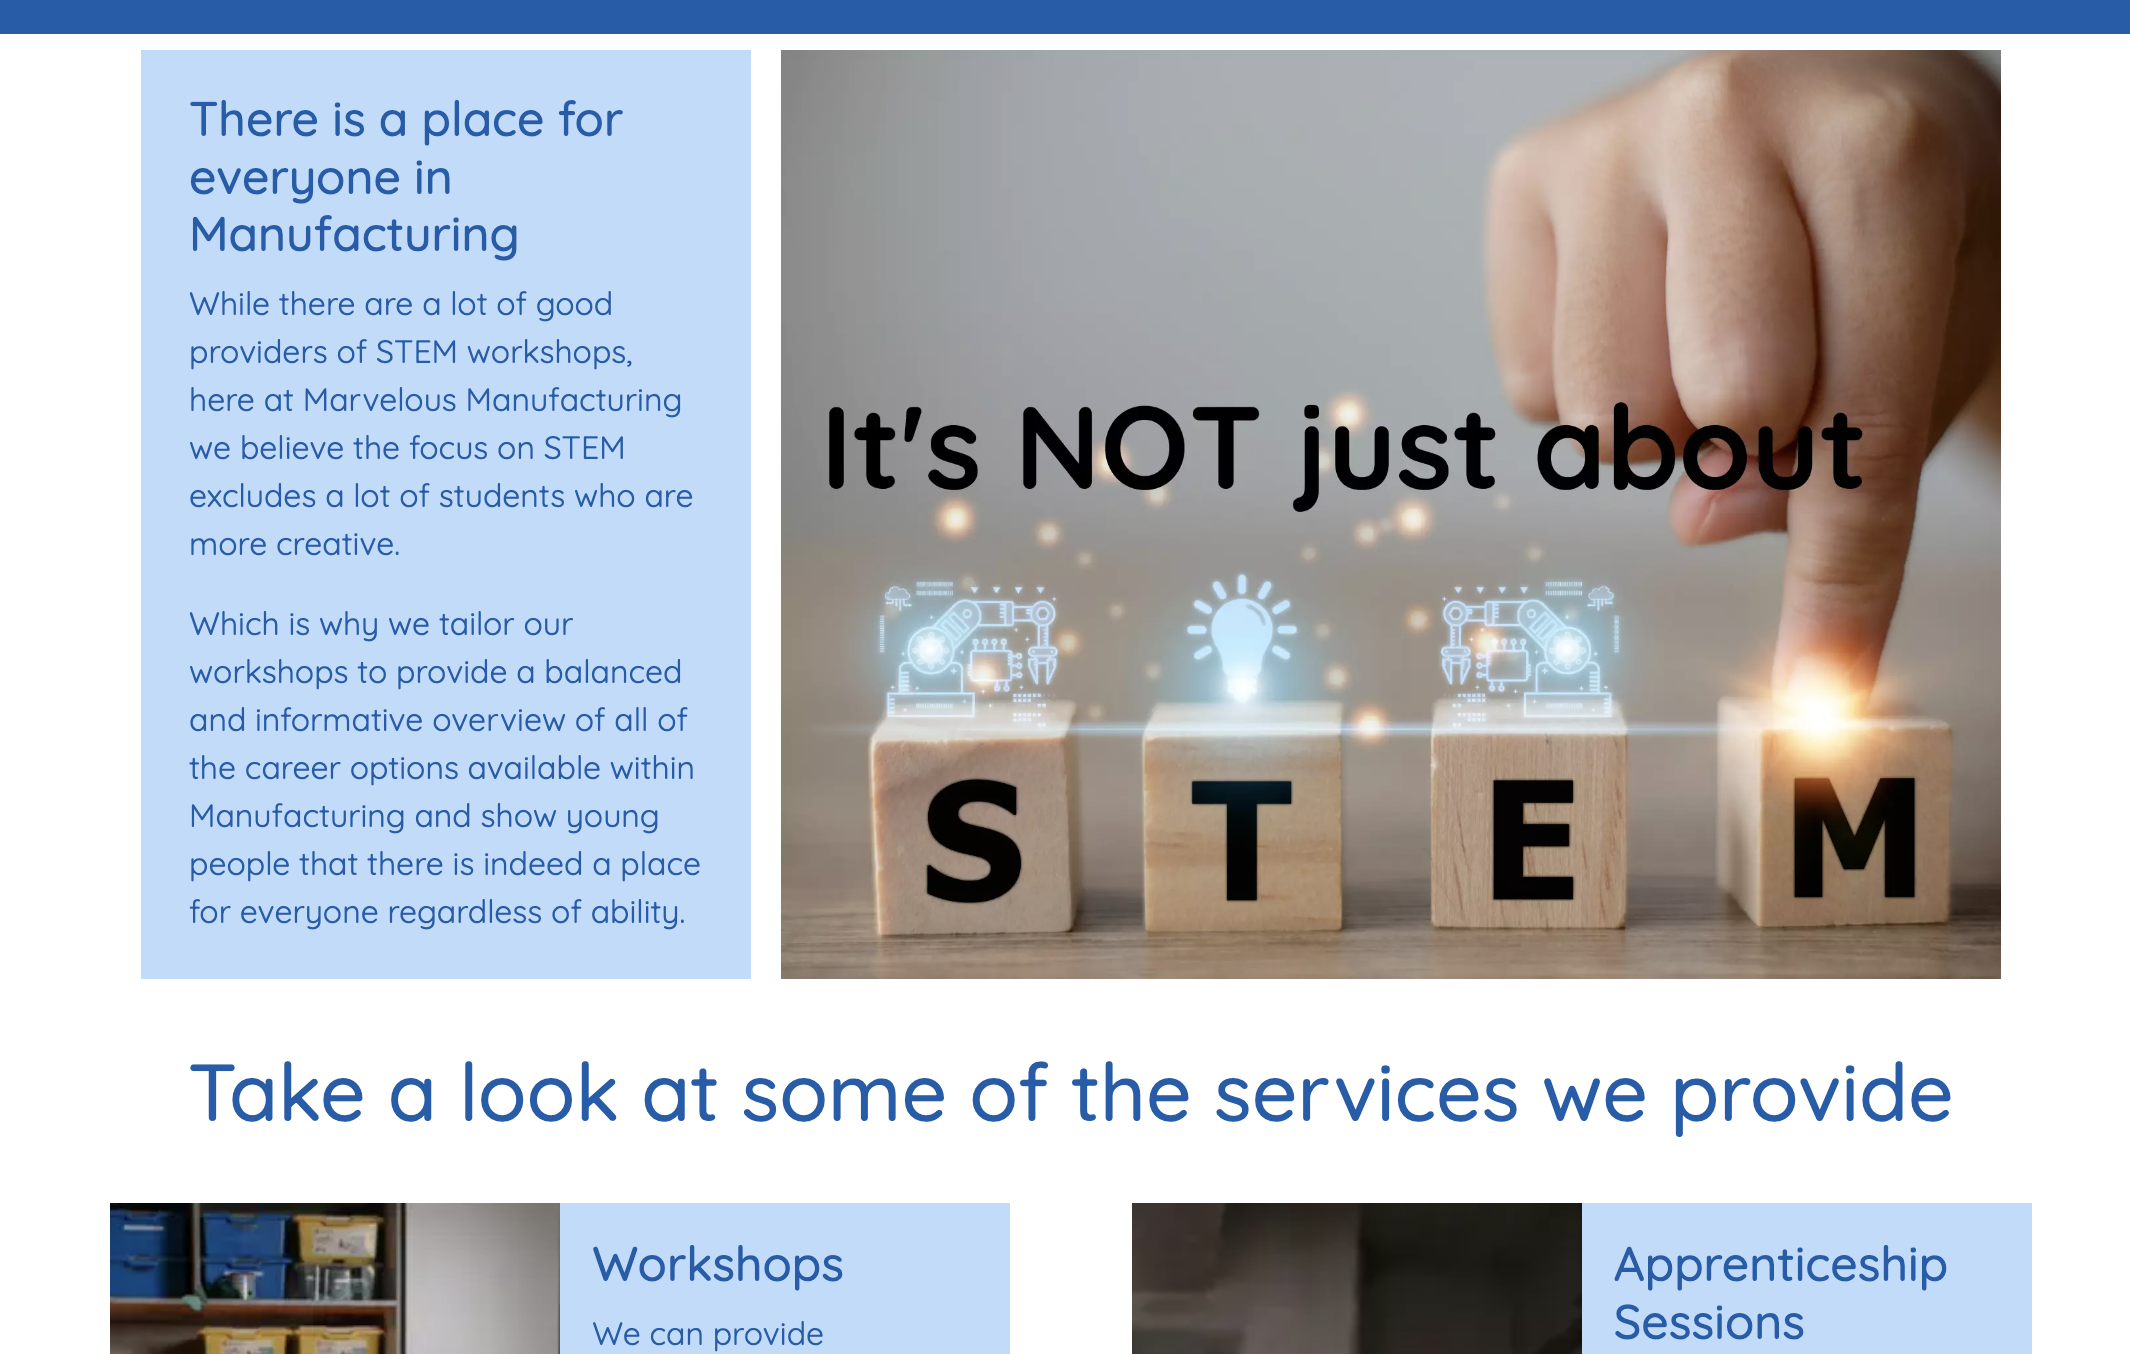 There is a place for
everyone in
Manufacturing
While there are a lot of good
providers of STEM workshops,
here at Marvelous Manufacturing
we believe the focus on STEM
excludes a lot of students who are
more creative.
Which is why we tailor our
workshops to provide a balanced
and informative overview of all of
the career options available within
Manufacturing and show young
people that there is indeed a place
for everyone regardless of ability.
It's NOT just about
S T E M
Take a look at some of the services we provide
Workshops
We can provide
Apprenticeship
Sessions